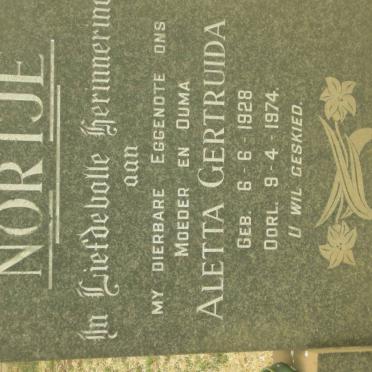 NORTJE
In Liefdevolle Herinnering
aan
MY DIERBARE EGGENOTE ONS
MOEDER EN OUMA
ALETTA GERTRUIDA
GEB. 6-6-1928
OORL. 9-4-1974.
U WIL GESKIED.